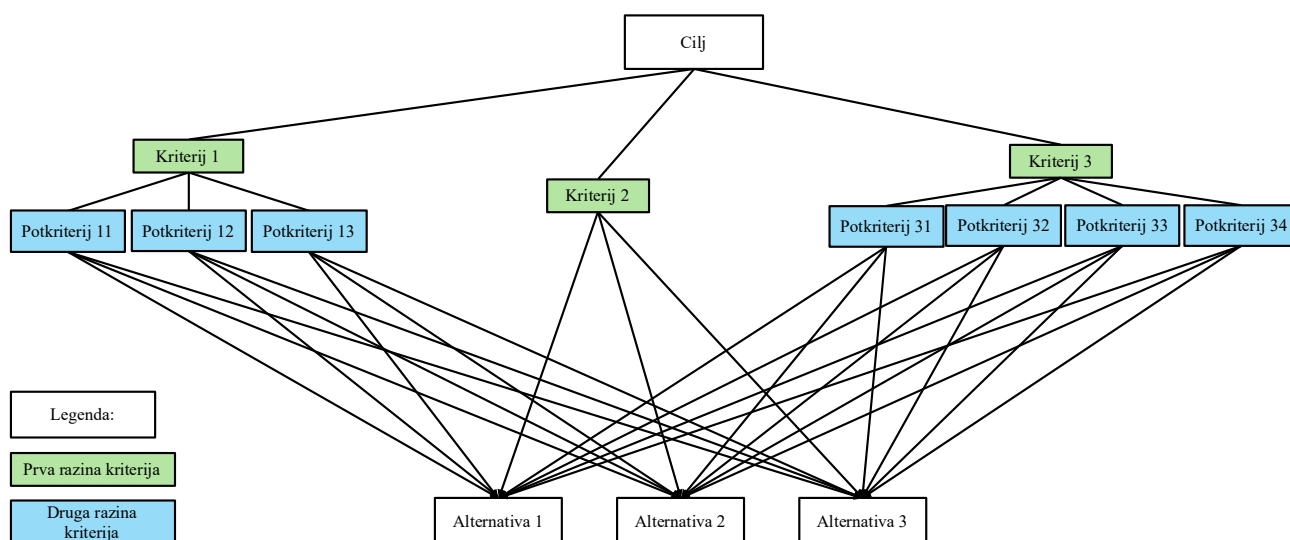 Cilj
Kriterij 1
Kriterij 2
Kriterij 3
Potkriterij 11
Potkriterij 12
Potkriterij 13
Potkriterij 31
Potkriterij 32
Potkriterij 33
Potkriterij 34
Legenda:
Prva razina kriterija
Druga razina
kriterija
Alternativa 1
Alternativa 2
Alternativa 3